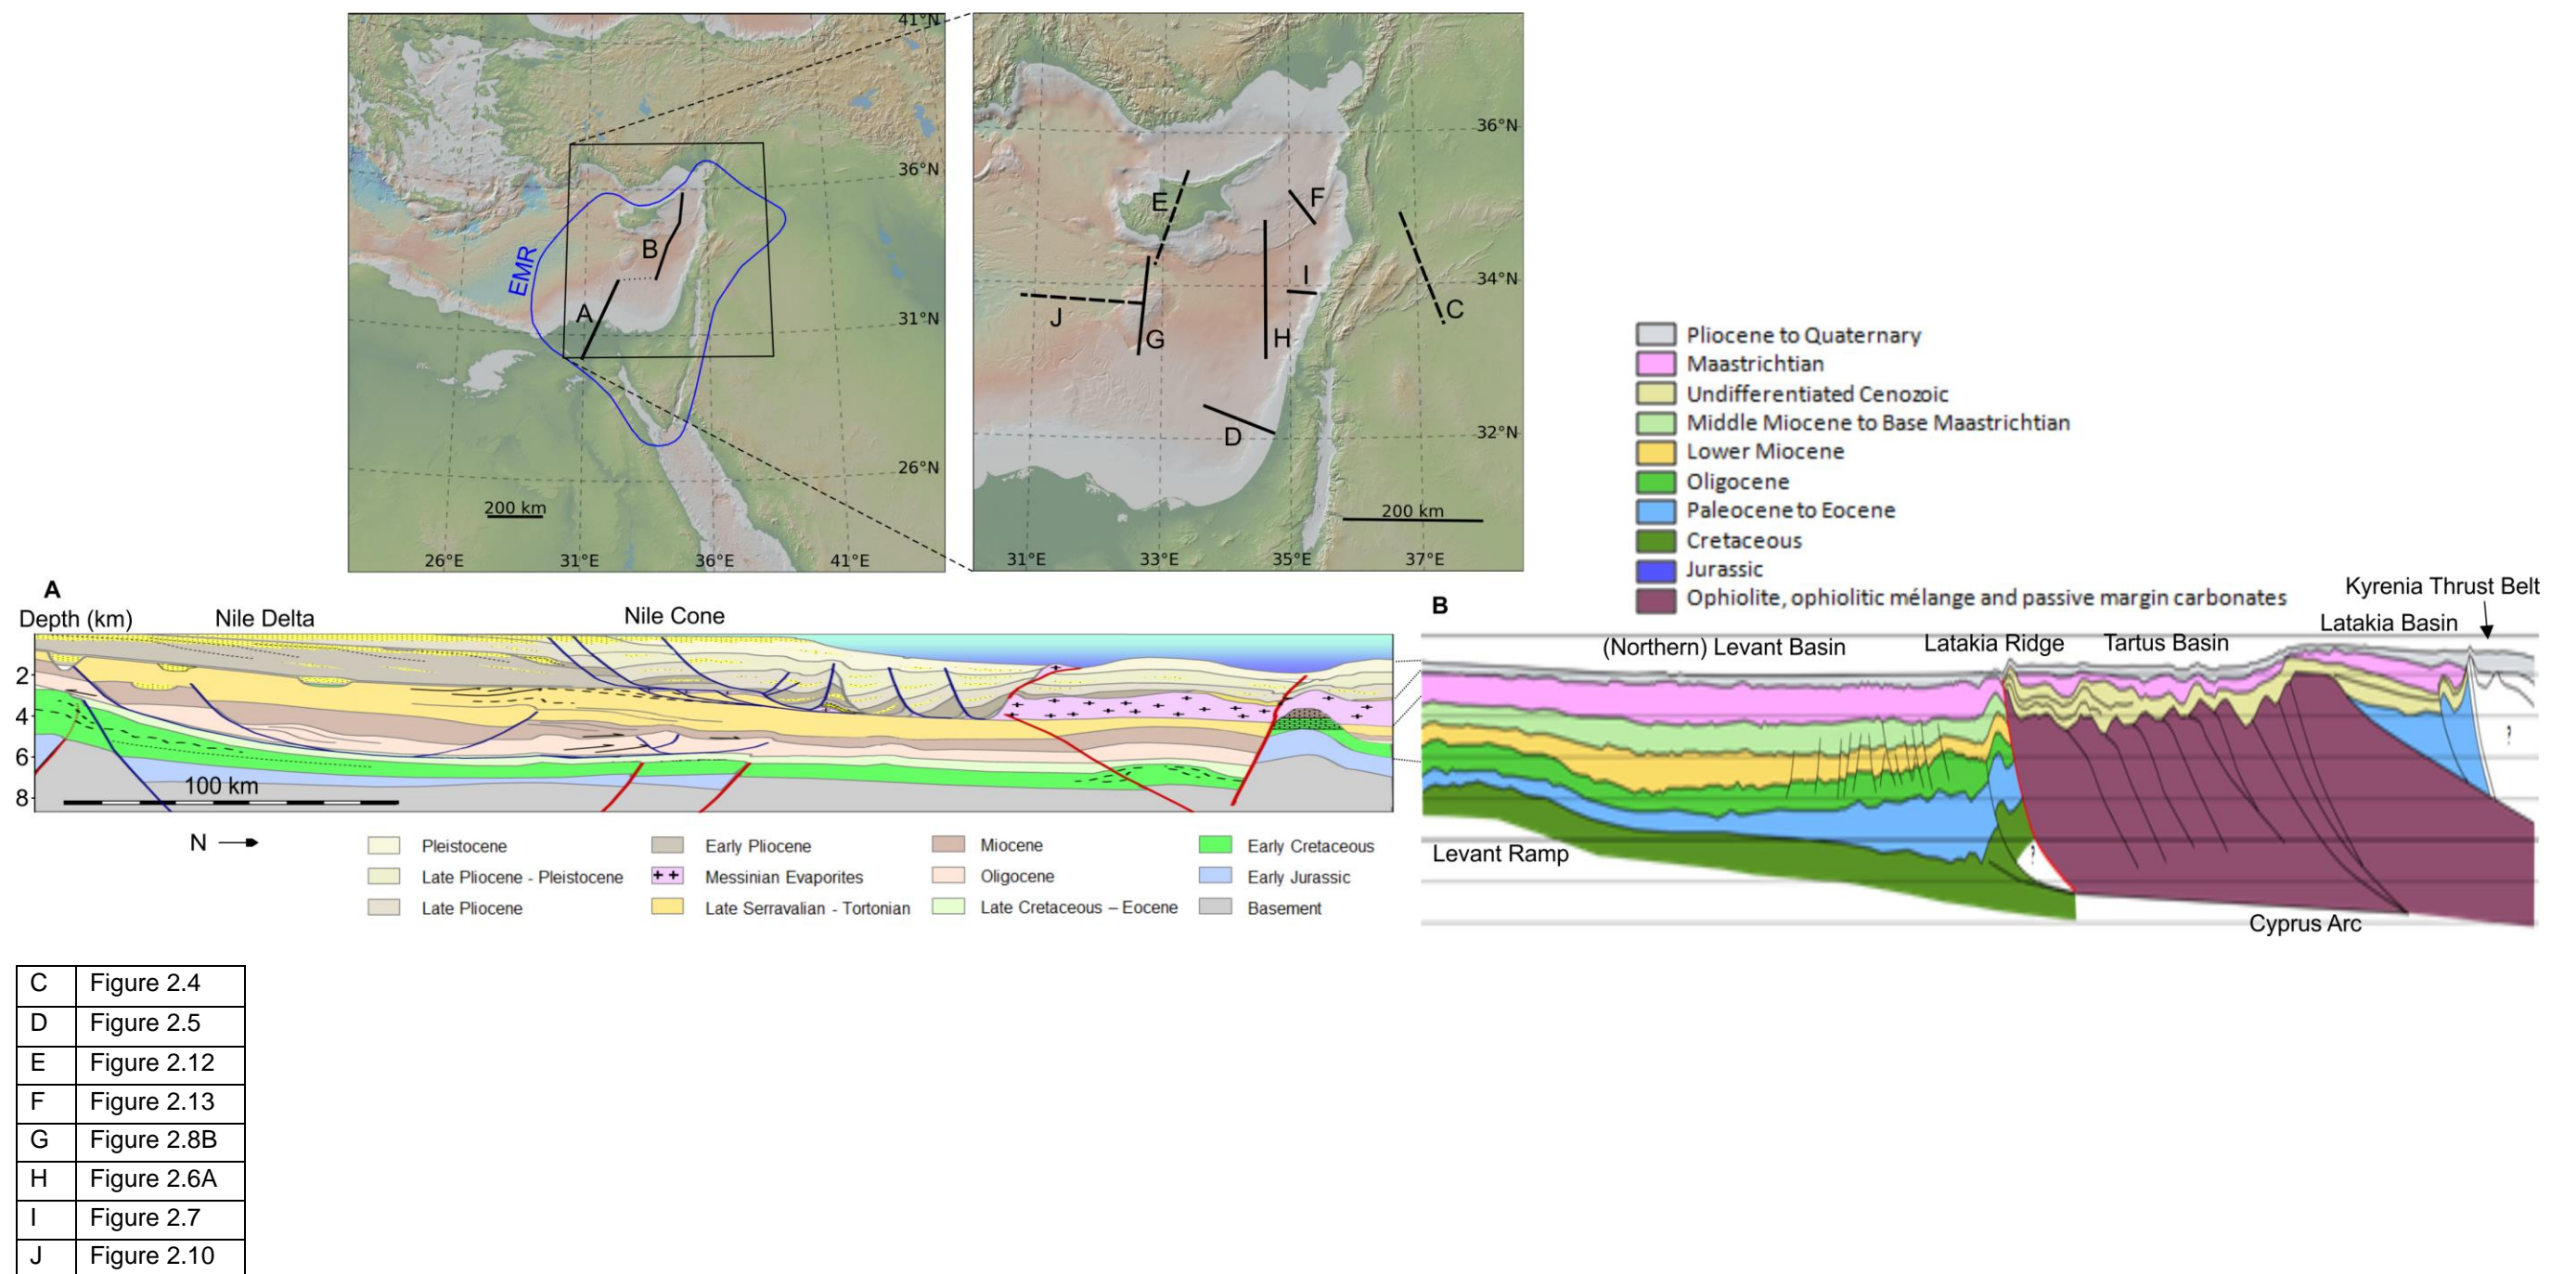 41°N
36°N
31°N
26°N
EMR
B
A
200 km
26°E
31°E
36°E
41°E
36°N
34°N
32°N
E
F
I
C
J
G
H
D
200 km
31°E
33°E
35°E
37°E
Pliocene to Quaternary
Maastrichtian
Undifferentiated Cenozoic
Middle Miocene to Base Maastrichtian
Lower Miocene
Oligocene
Paleocene to Eocene
Cretaceous
Jurassic
Ophiolite, ophiolitic mélange and passive margin carbonates
A
Depth (km)
Nile Delta
Nile Cone
2
4
6
8
100 km
N
Pleistocene
Late Pliocene - Pleistocene
Late Pliocene
Early Pliocene
Messinian Evaporites
Late Serravalian - Tortonian
Miocene
Oligocene
Late Cretaceous – Eocene
Early Cretaceous
Early Jurassic
Basement
B
Kyrenia Thrust Belt
Latakia Basin
(Northern) Levant Basin
Latakia Ridge
Tartus Basin
?
Levant Ramp
?
Cyprus Arc
C Figure 2.4
D Figure 2.5
E Figure 2.12
F Figure 2.13
G Figure 2.8B
H Figure 2.6A
I Figure 2.7
J Figure 2.10